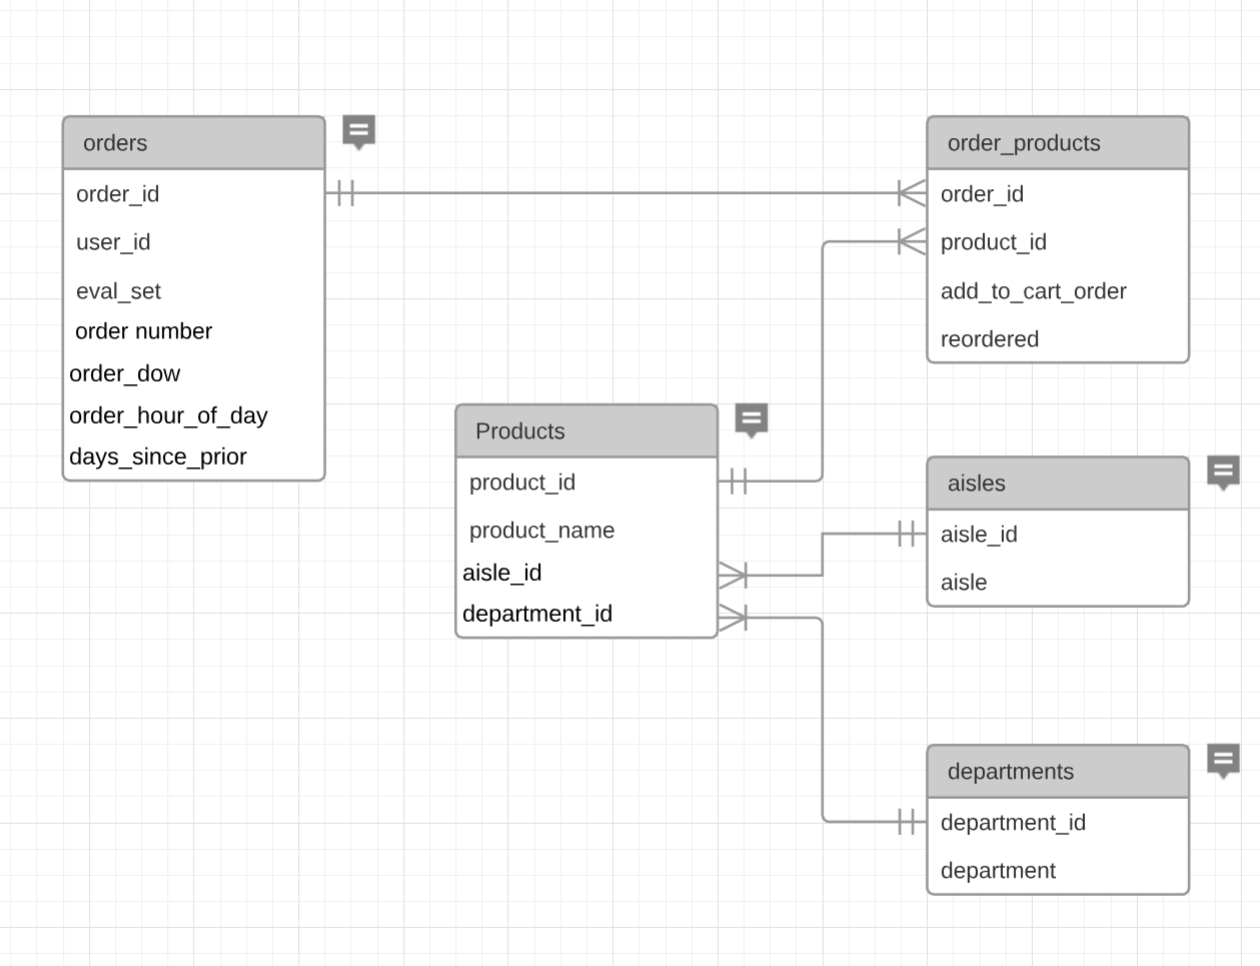 orders
order_id
user_id
eval_set
order number
order_dow
order_hour_of_day
days_since_prior
order_products
order_id
product_id
add_to_cart_order
reordered
Products
product_id
product_name
aisle_id
department_id
aisles
aisle_id
aisle
departments
department_id
department